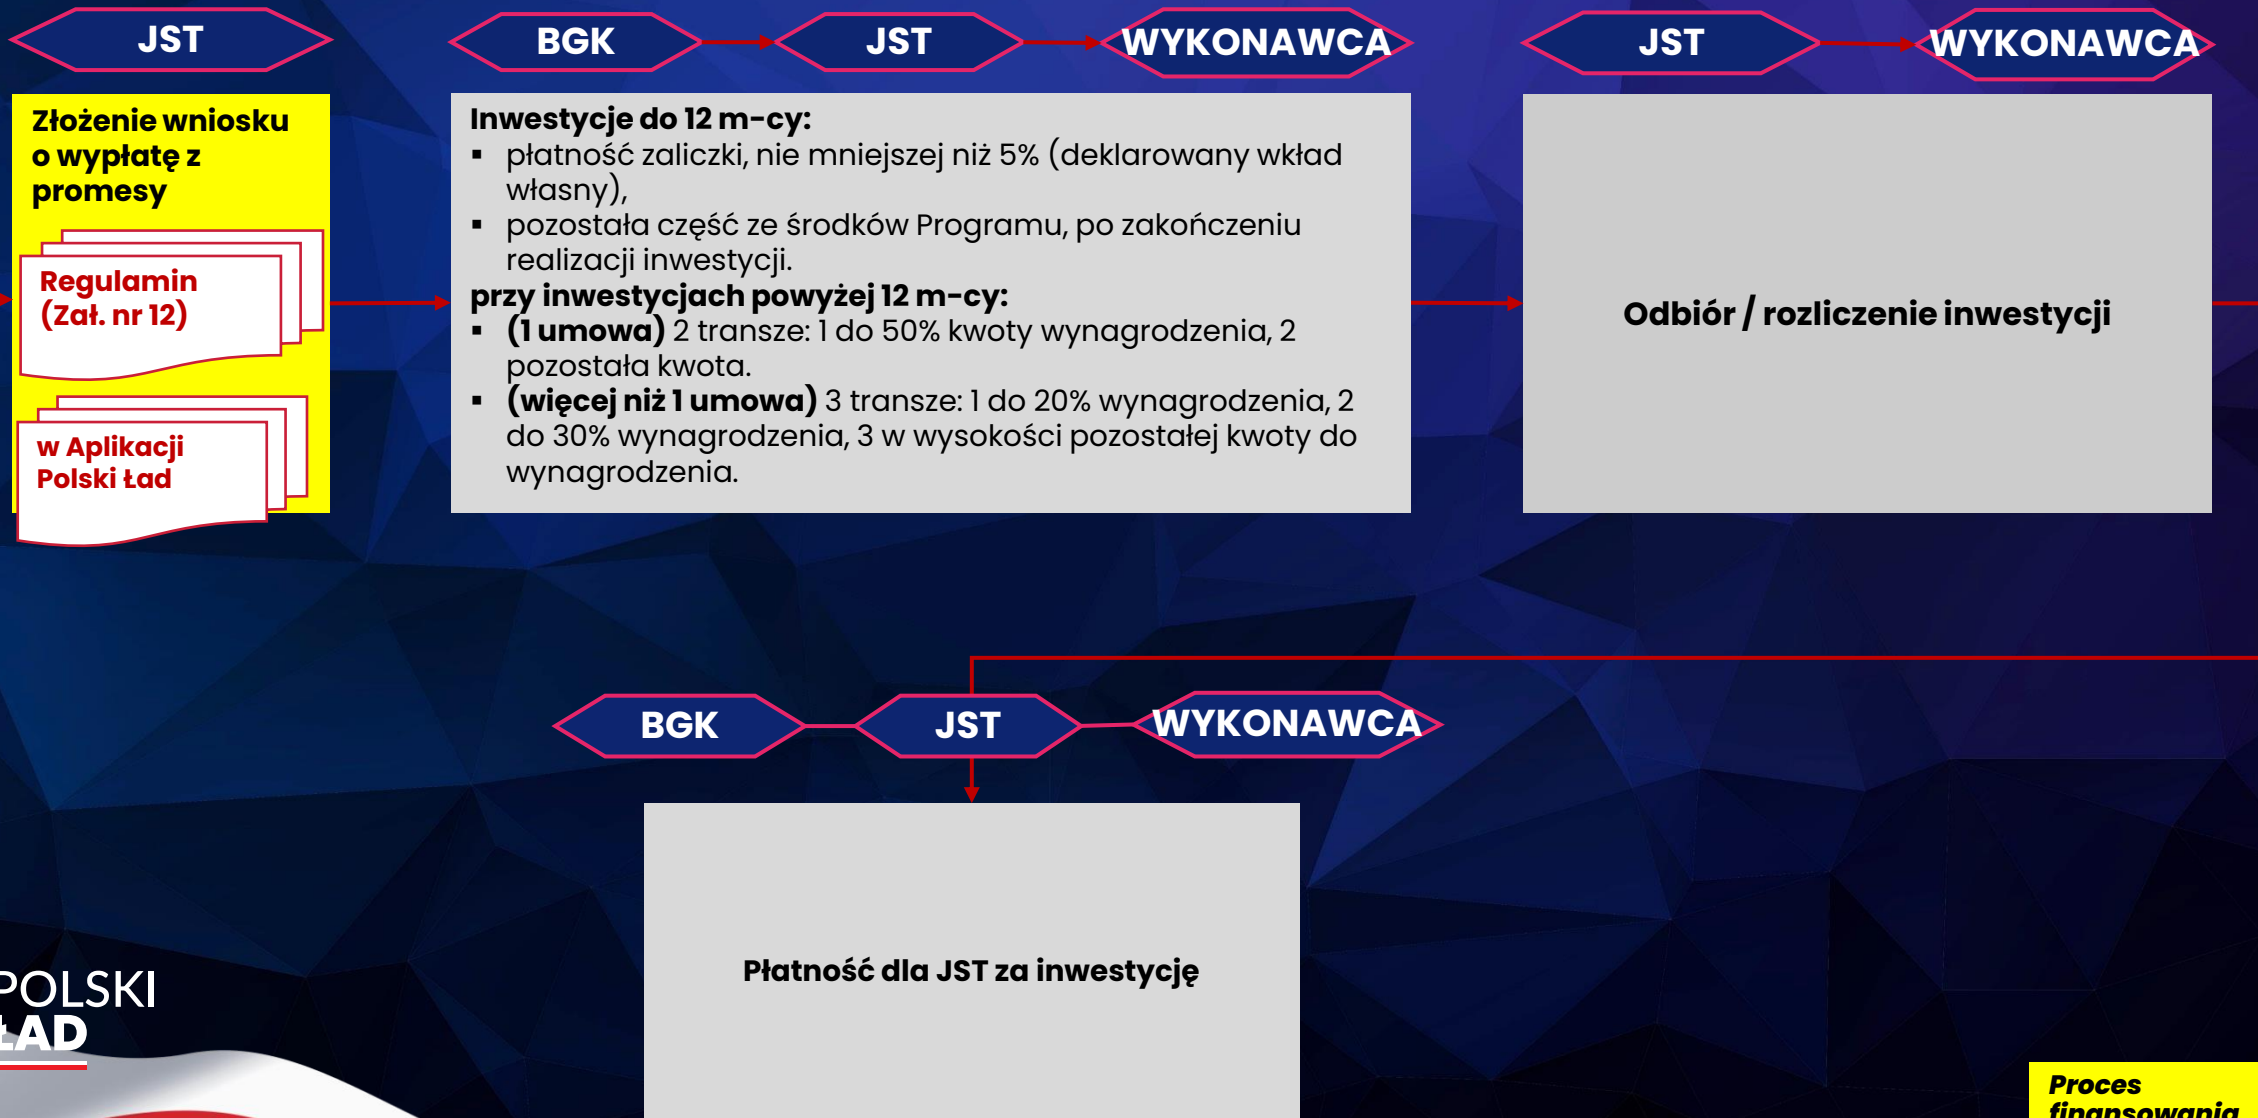 JST
Złożenie wniosku
o wypłatę z
promesy
Regulamin
(Zał. nr 12)
w Aplikacji
Polski Ład
BGK
JST
WYKONAWCA
Inwestycje do 12 m-cy:
▪ płatność zaliczki, nie mniejszej niż 5% (deklarowany wkład
własny),
▪ pozostała część ze środków Programu, po zakończeniu
realizacji inwestycji.
przy inwestycjach powyżej 12 m-cy:
▪ (1 umowa) 2 transze: 1 do 50% kwoty wynagrodzenia, 2
pozostała kwota.
▪ (więcej niż 1 umowa) 3 transze: 1 do 20% wynagrodzenia, 2
do 30% wynagrodzenia, 3 w wysokości pozostałej kwoty do
wynagrodzenia.
JST
WYKONAWCA
Odbiór / rozliczenie inwestycji
BGK
JST
WYKONAWCA
Płatność dla JST za inwestycję
POLSKI
ŁAD
Proces
finansowania